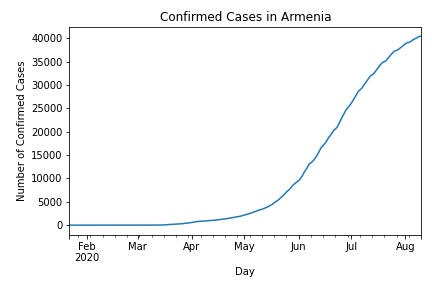 Confirmed Cases in Armenia
Number of Confirmed Cases
40000
35000
30000
25000
20000
15000
10000
5000
0
Feb Mar Apr May Jun Jul Aug
2020
Day